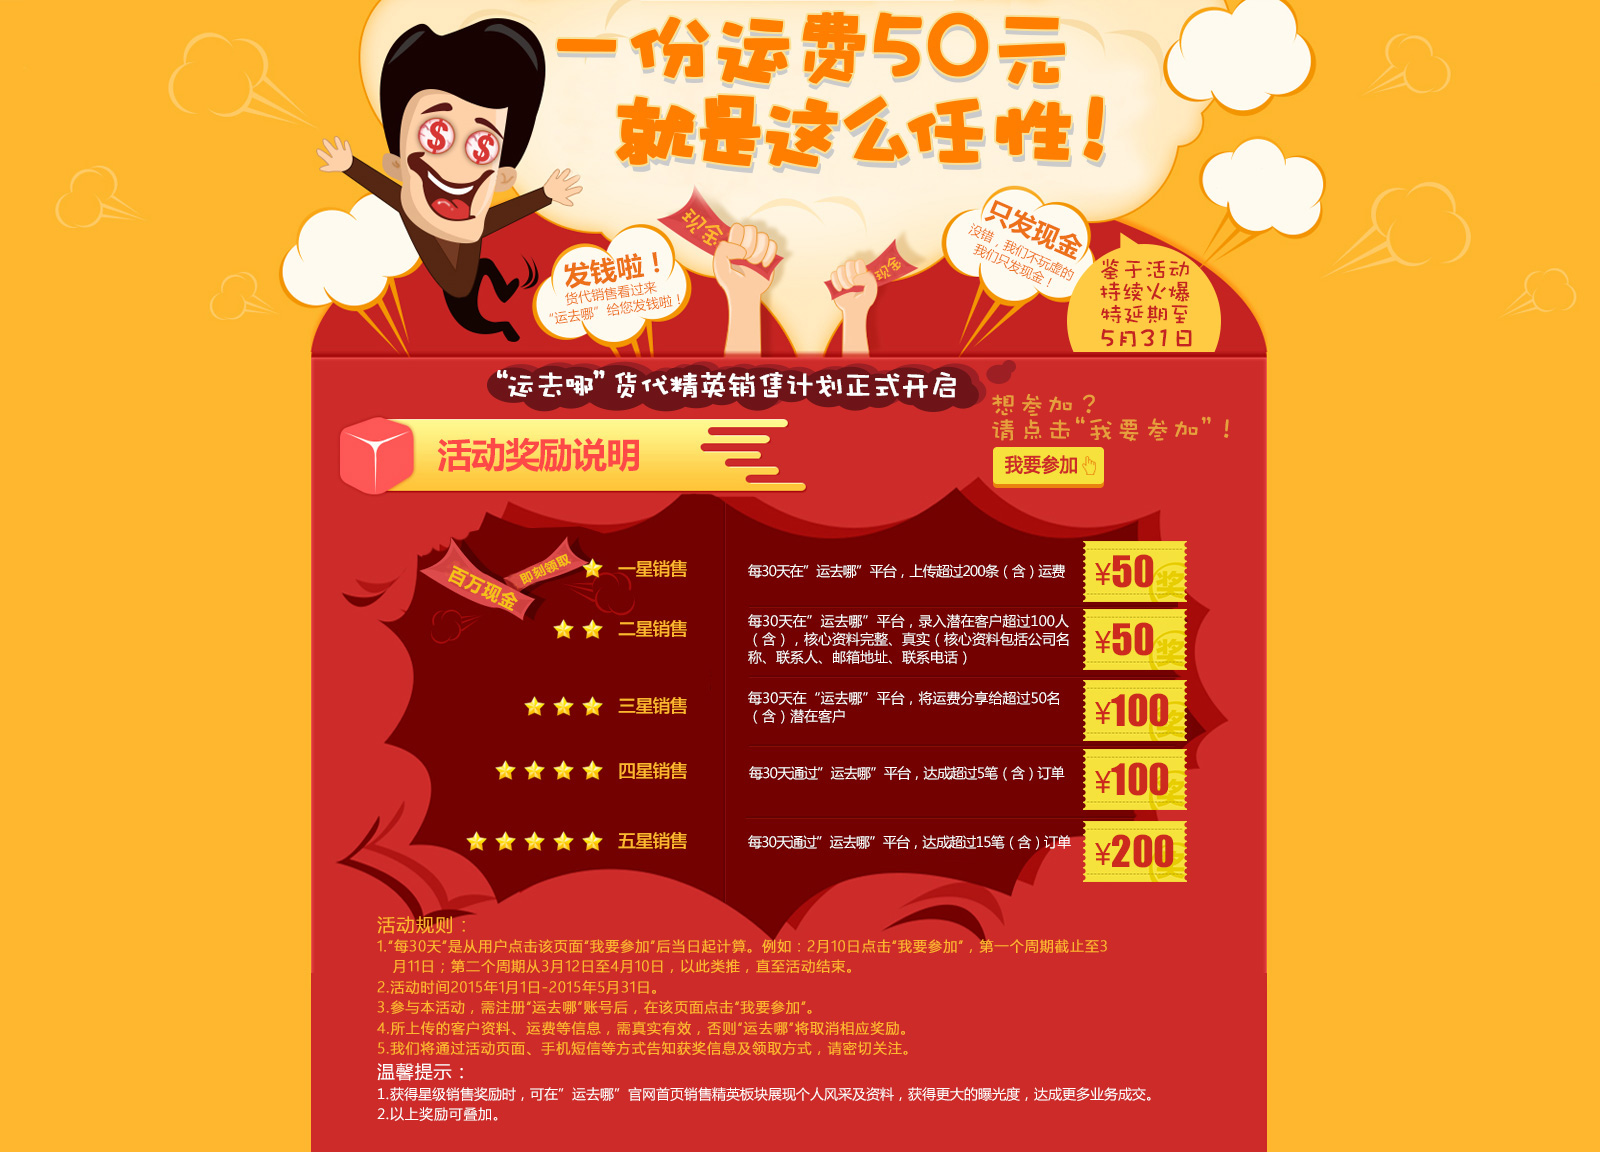 一份运费50元
就是这么任性!
现金
现金
发钱啦!
货代销售看过来
“运去哪”给您发钱啦!
只发现金
没错,我们不玩虚的
我们只发现金!
鉴于活动
持续火爆
特延期至
5月31日
“运去哪”货代精英销售计划正式开启
想参加?
请点击“我要参加”!
我要参加
活动奖励说明
百万现金
即刻领取
一星销售
每30天在”运去哪”平台,上传超过200条(含)运费
¥50
奖
二星销售
每30天在”运去哪”平台,录入潜在客户超过100人
(含),核心资料完整、真实(核心资料包括公司名
称、联系人、邮箱地址、联系电话)
¥50
奖
三星销售
每30天在“运去哪”平台,将运费分享给超过50名
(含)潜在客户
¥100
四星销售
每30天通过”运去哪”平台,达成超过5笔(含)订单
¥100
五星销售
每30天通过”运去哪”平台,达成超过15笔(含)订单
¥200
活动规则:
1.“每30天“是从用户点击该页面“我要参加“后当日起计算。例如:2月10日点击“我要参加”,第一个周期截止至3
月11日;第二个周期从3月12日至4月10日,以此类推,直至活动结束。
2.活动时间2015年1月1日-2015年5月31日。
3.参与本活动,需注册“运去哪“账号后,在该页面点击“我要参加“。
4.所上传的客户资料、运费等信息,需真实有效,否则“运去哪“将取消相应奖励。
5.我们将通过活动页面、手机短信等方式告知获奖信息及领取方式,请密切关注。
温馨提示:
1.获得星级销售奖励时,可在”运去哪”官网首页销售精英板块展现个人风采及资料,获得更大的曝光度,达成更多业务成交。
2.以上奖励可叠加。